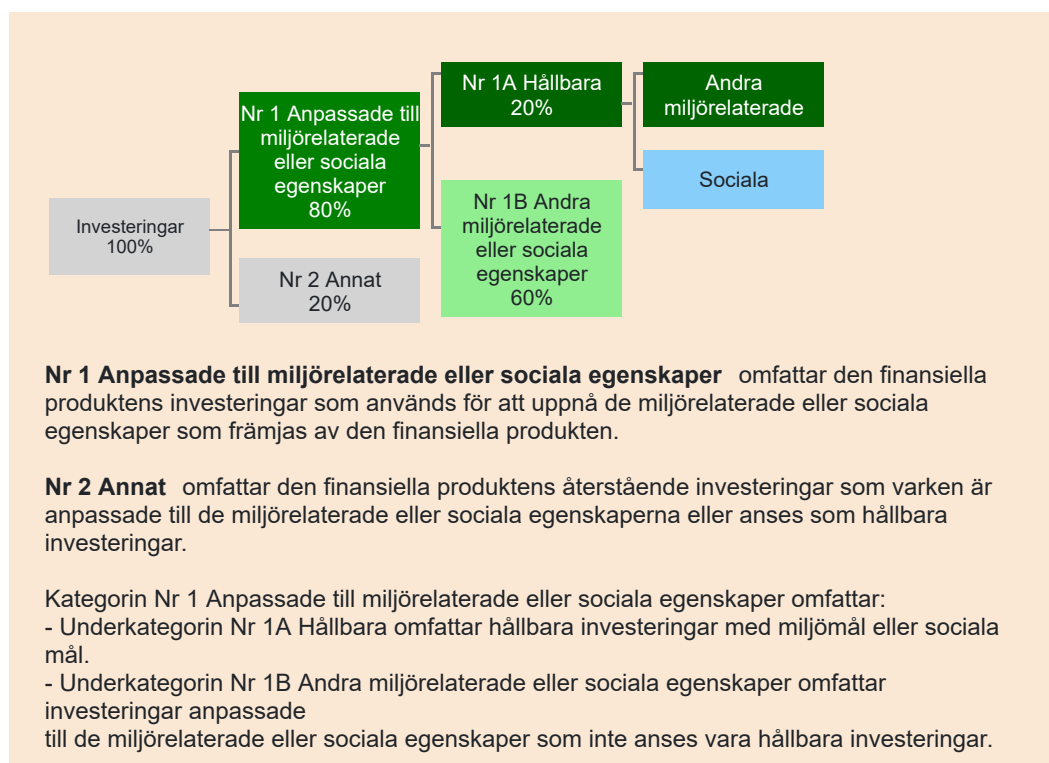 Investeringar
100%
Nr 1 Anpassade till
miljörelaterade
eller sociala
egenskaper
80%
Nr 2 Annat
20%
Nr 1A Hållbara
20%
Nr 1B Andra
miljörelaterade
eller sociala
egenskaper
60%
Andra
miljörelaterade
Sociala
Nr 1 Anpassade till miljörelaterade eller sociala egenskaper omfattar den finansiella
produktens investeringar som används för att uppnå de miljörelaterade eller sociala
egenskaper som främjas av den finansiella produkten.
Nr 2 Annat omfattar den finansiella produktens återstående investeringar som varken är
anpassade till de miljörelaterade eller sociala egenskaperna eller anses som hållbara
investeringar.
Kategorin Nr 1 Anpassade till miljörelaterade eller sociala egenskaper omfattar:
- Underkategorin Nr 1A Hållbara omfattar hållbara investeringar med miljömål eller sociala
mål.
- Underkategorin Nr 1B Andra miljörelaterade eller sociala egenskaper omfattar
investeringar anpassade
till de miljörelaterade eller sociala egenskaper som inte anses vara hållbara investeringar.